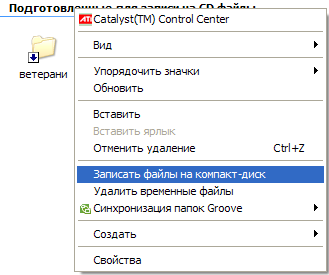 Подготовленные для записи на CD файлы
ветерани
ATI Catalyst(TM) Control Center
Вид
Упорядочить значки
Обновить
Вставить
Вставить ярлык
Отменить удаление Ctrl+Z
Записать файлы на компакт-диск
Удалить временные файлы
Синхронизация папок Groove
Создать
Свойства